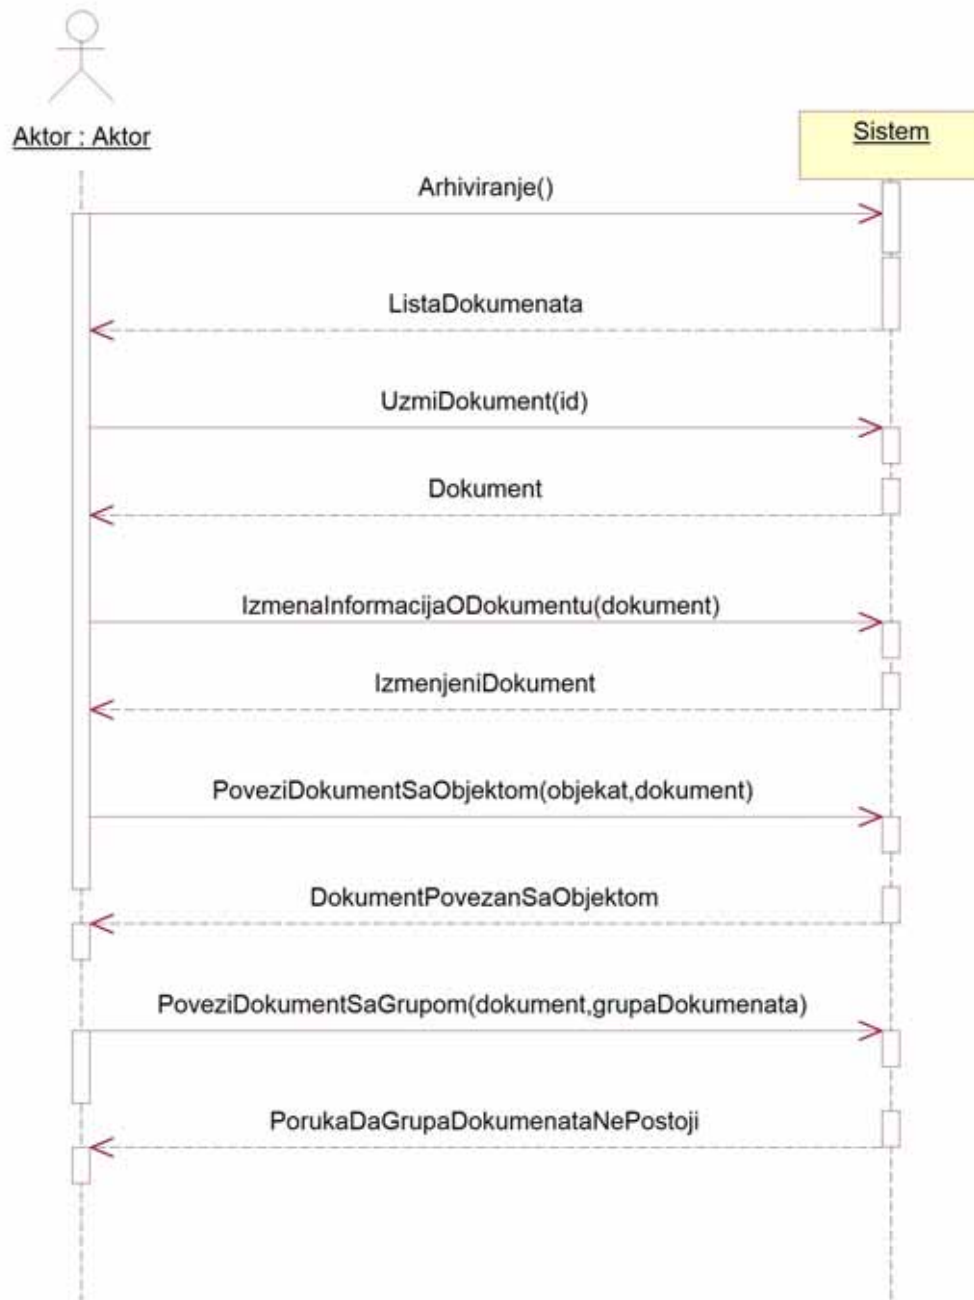 Aktor : Aktor
Sistem
Arhiviranje()
ListaDokumenata
UzmiDokument(id)
Dokument
IzmenaInformacijaODokumentu(dokument)
IzmenjeniDokument
PoveziDokumentSaObjektom(objekat,dokument)
DokumentPovezanSaObjektom
PoveziDokumentSaGrupom(dokument,grupaDokumenata)
PorukaDaGrupaDokumenataNePostoji